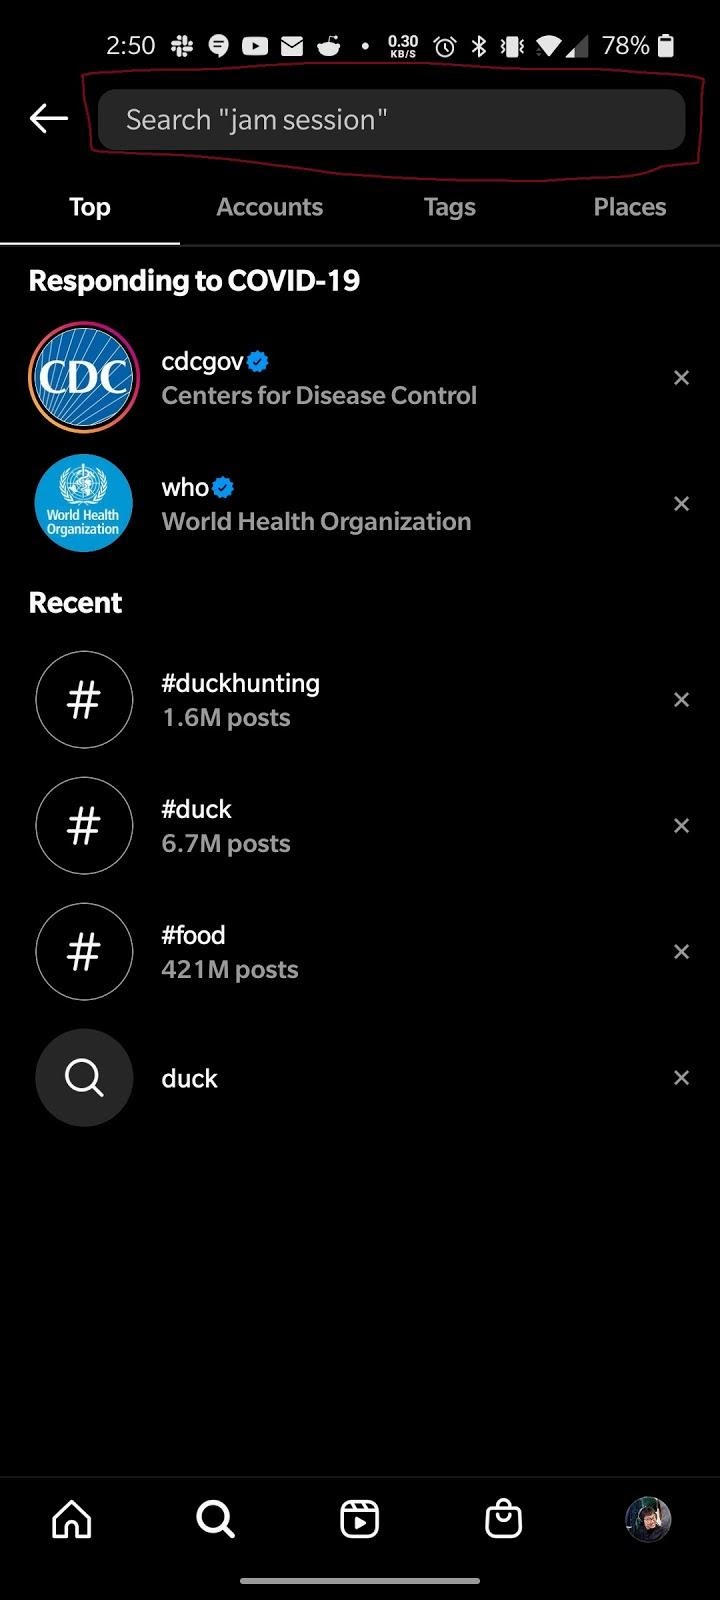 2:50 0.30 KB/S 78%
Search "jam session"
Top Accounts Tags Places
Responding to COVID-19
CDC
cdcgov
Centers for Disease Control
World Health
Organization
who
World Health Organization
Recent
#
#duckhunting
1.6M posts
#
#duck
6.7M posts
#
#food
421M posts
duck